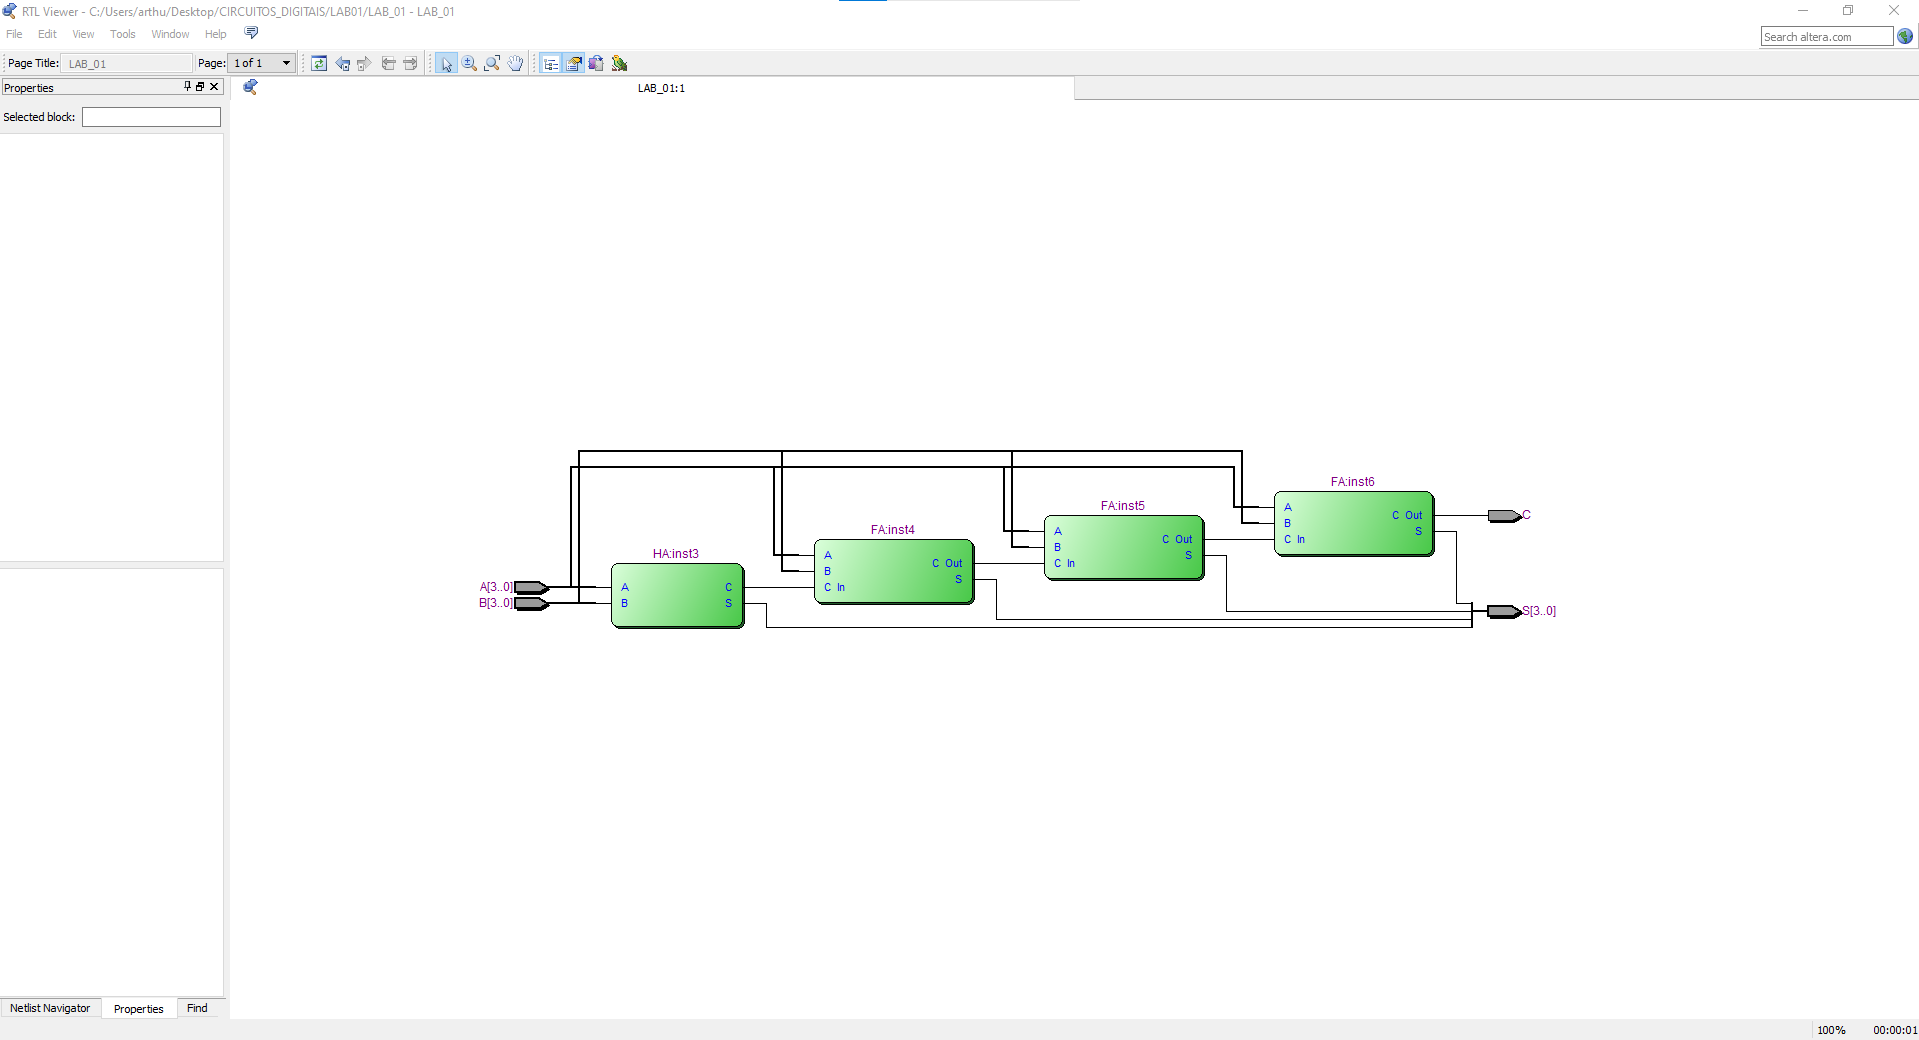 RTL Viewer - C:/Users/arthu/Desktop/CIRCUITOS_DIGITAIS/LAB01/LAB_01 - LAB_01
File Edit View Tools Window Help
Search altera.com
Page Title: LAB_01 Page: 1 of 1
Properties
LAB_01:1
Selected block:
FA:inst6
A
B
C In
C Out
S
C
FA:inst5
A
B
C In
C Out
S
FA:inst4
A
B
C In
C Out
S
HA:inst3
A
B
C
S
A[3..0]
B[3..0]
S[3..0]
Netlist Navigator Properties Find
100% 00:00:01